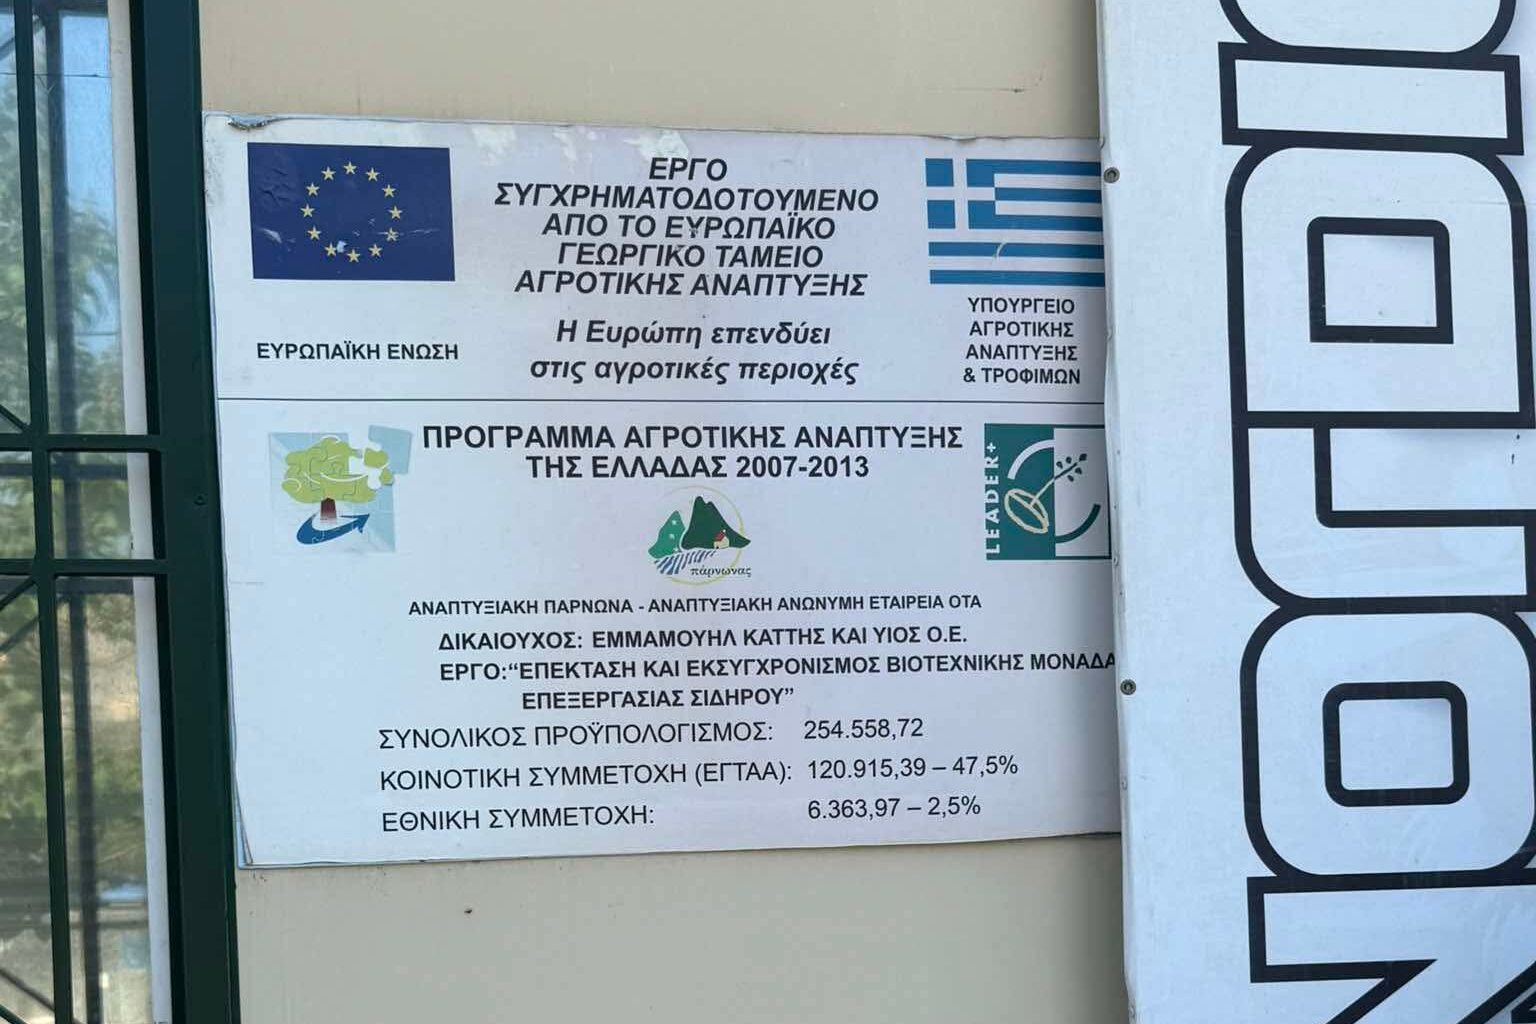 ΕΡΓΟ
ΣΥΓΧΡΗΜΑΤΟΔΟΤΟΥΜΕΝΟ
ΑΠΟ ΤΟ ΕΥΡΩΠΑΪΚΟ
ΓΕΩΡΓΙΚΟ ΤΑΜΕΙΟ
ΑΓΡΟΤΙΚΗΣ ΑΝΑΠΤΥΞΗΣ
Η Ευρώπη επενδύει
στις αγροτικές περιοχές
ΕΥΡΩΠΑΪΚΗ ΕΝΩΣΗ
ΥΠΟΥΡΓΕΙΟ
ΑΓΡΟΤΙΚΗΣ
ΑΝΑΠΤΥΞΗΣ
& ΤΡΟΦΙΜΩΝ
ΠΡΟΓΡΑΜΜΑ ΑΓΡΟΤΙΚΗΣ ΑΝΑΠΤΥΞΗΣ
ΤΗΣ ΕΛΛΑΔΑΣ 2007-2013
LEADER+
πάρνωνας
ΑΝΑΠΤΥΞΙΑΚΗ ΠΑΡΝΩΝΑ - ΑΝΑΠΤΥΞΙΑΚΗ ΑΝΩΝΥΜΗ ΕΤΑΙΡΕΙΑ ΟΤΑ
ΔΙΚΑΙΟΥΧΟΣ: ΕΜΜΑΜΟΥΗΛ ΚΑΤΤΗΣ ΚΑΙ ΥΙΟΣ Ο.Ε.
ΕΡΓΟ:“ΕΠΕΚΤΑΣΗ ΚΑΙ ΕΚΣΥΓΧΡΟΝΙΣΜΟΣ ΒΙΟΤΕΧΝΙΚΗΣ ΜΟΝΑΔΑ
ΕΠΕΞΕΡΓΑΣΙΑΣ ΣΙΔΗΡΟΥ”
ΣΥΝΟΛΙΚΟΣ ΠΡΟΫΠΟΛΟΓΙΣΜΟΣ: 254.558,72
ΚΟΙΝΟΤΙΚΗ ΣΥΜΜΕΤΟΧΗ (ΕΓΤΑΑ): 120.915,39 – 47,5%
ΕΘΝΙΚΗ ΣΥΜΜΕΤΟΧΗ: 6.363,97 – 2,5%